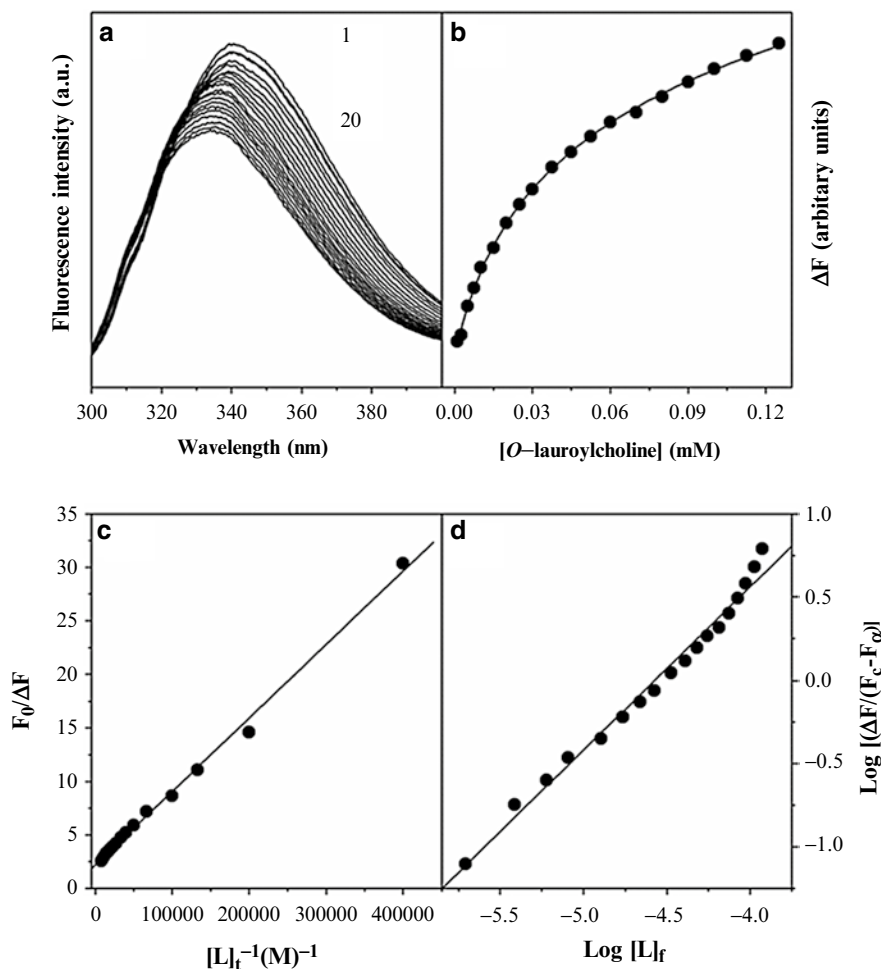 a
1
20
Fluorescence intensity (a.u.)
300 320 340 360 380
Wavelength (nm)
b
ΔF (arbitary units)
0.00 0.03 0.06 0.09 0.12
[O–lauroylcholine] (mM)
c
F₀/ΔF
35
30
25
20
15
10
5
0
0 100000 200000 300000 400000
[L]ₜ⁻¹(M)⁻¹
d
Log [(ΔF/(F_c-F_α)]
1.0
0.5
0.0
−0.5
−1.0
−5.5 −5.0 −4.5 −4.0
Log [L]_f